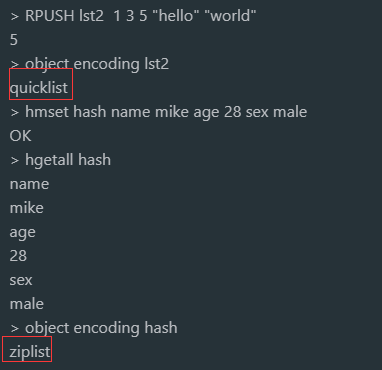 > RPUSH lst2  1 3 5 "hello" "world"
5
> object encoding lst2
quicklist
> hmset hash name mike age 28 sex male
OK
> hgetall hash
name
mike
age
28
sex
male
> object encoding hash
ziplist